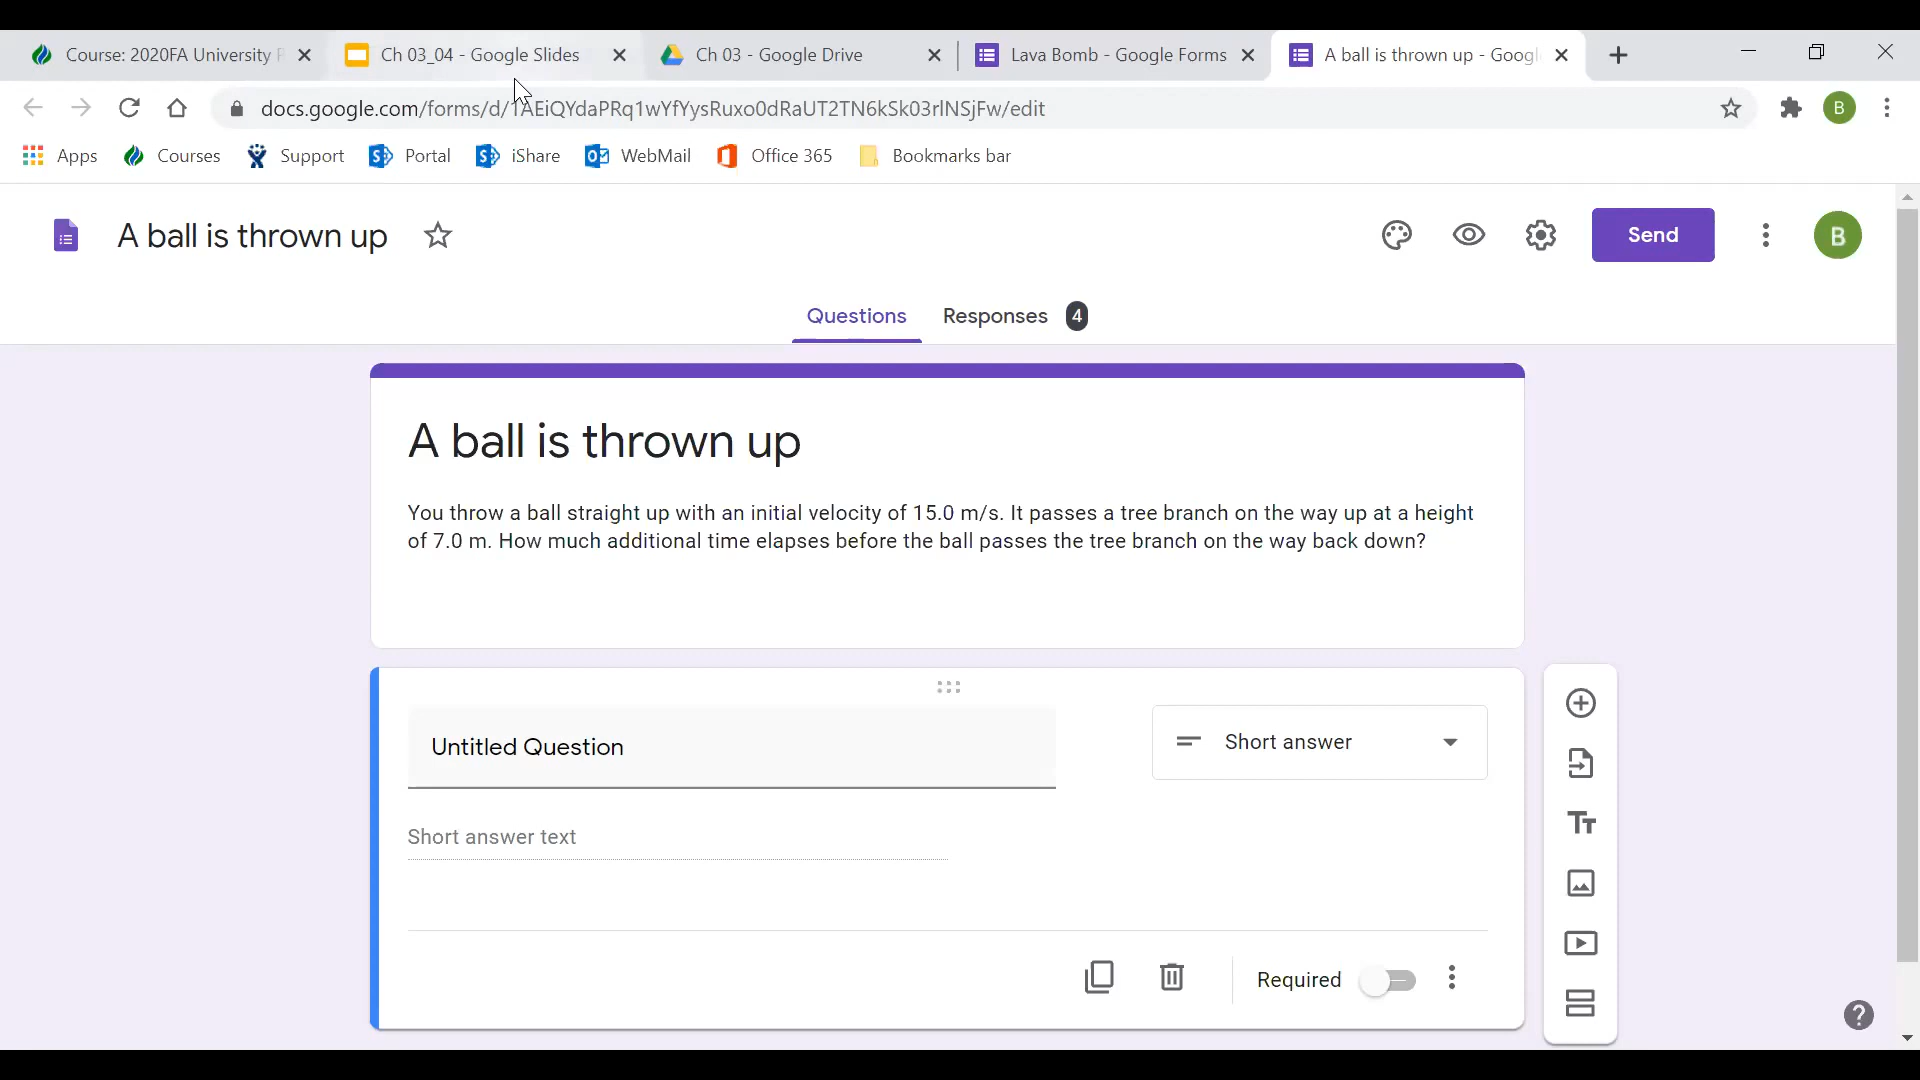 Course: 2020FA University
Ch 03_04 - Google Slides
Ch 03 - Google Drive
Lava Bomb - Google Forms
A ball is thrown up - Googl
docs.google.com/forms/d/1AEiQYdaPRq1wYfYysRuxo0dRaUT2TN6kSk03rlNSjFw/edit
B
Apps
Courses
Support
Portal
iShare
WebMail
Office 365
Bookmarks bar
A ball is thrown up
Send
B
Questions
Responses 4
A ball is thrown up
You throw a ball straight up with an initial velocity of 15.0 m/s. It passes a tree branch on the way up at a height
of 7.0 m. How much additional time elapses before the ball passes the tree branch on the way back down?
Untitled Question
Short answer
Short answer text
Required